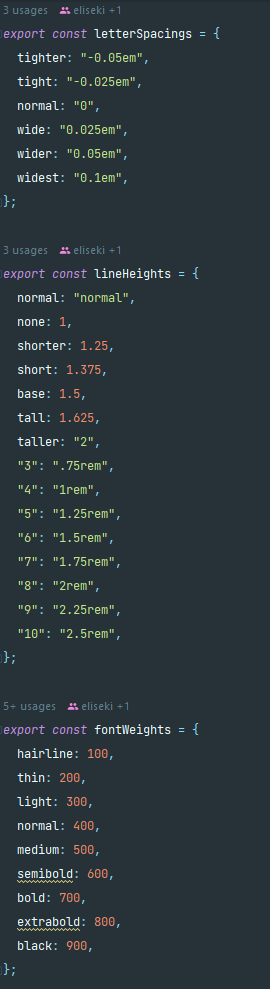 3 usages eliseki +1
export const letterSpacings = {
  tighter: "-0.05em",
  tight: "-0.025em",
  normal: "0",
  wide: "0.025em",
  wider: "0.05em",
  widest: "0.1em",
};
3 usages eliseki +1
export const lineHeights = {
  normal: "normal",
  none: 1,
  shorter: 1.25,
  short: 1.375,
  base: 1.5,
  tall: 1.625,
  taller: "2",
  "3": ".75rem",
  "4": "1rem",
  "5": "1.25rem",
  "6": "1.5rem",
  "7": "1.75rem",
  "8": "2rem",
  "9": "2.25rem",
  "10": "2.5rem",
};
5+ usages eliseki +1
export const fontWeights = {
  hairline: 100,
  thin: 200,
  light: 300,
  normal: 400,
  medium: 500,
  semibold: 600,
  bold: 700,
  extrabold: 800,
  black: 900,
};